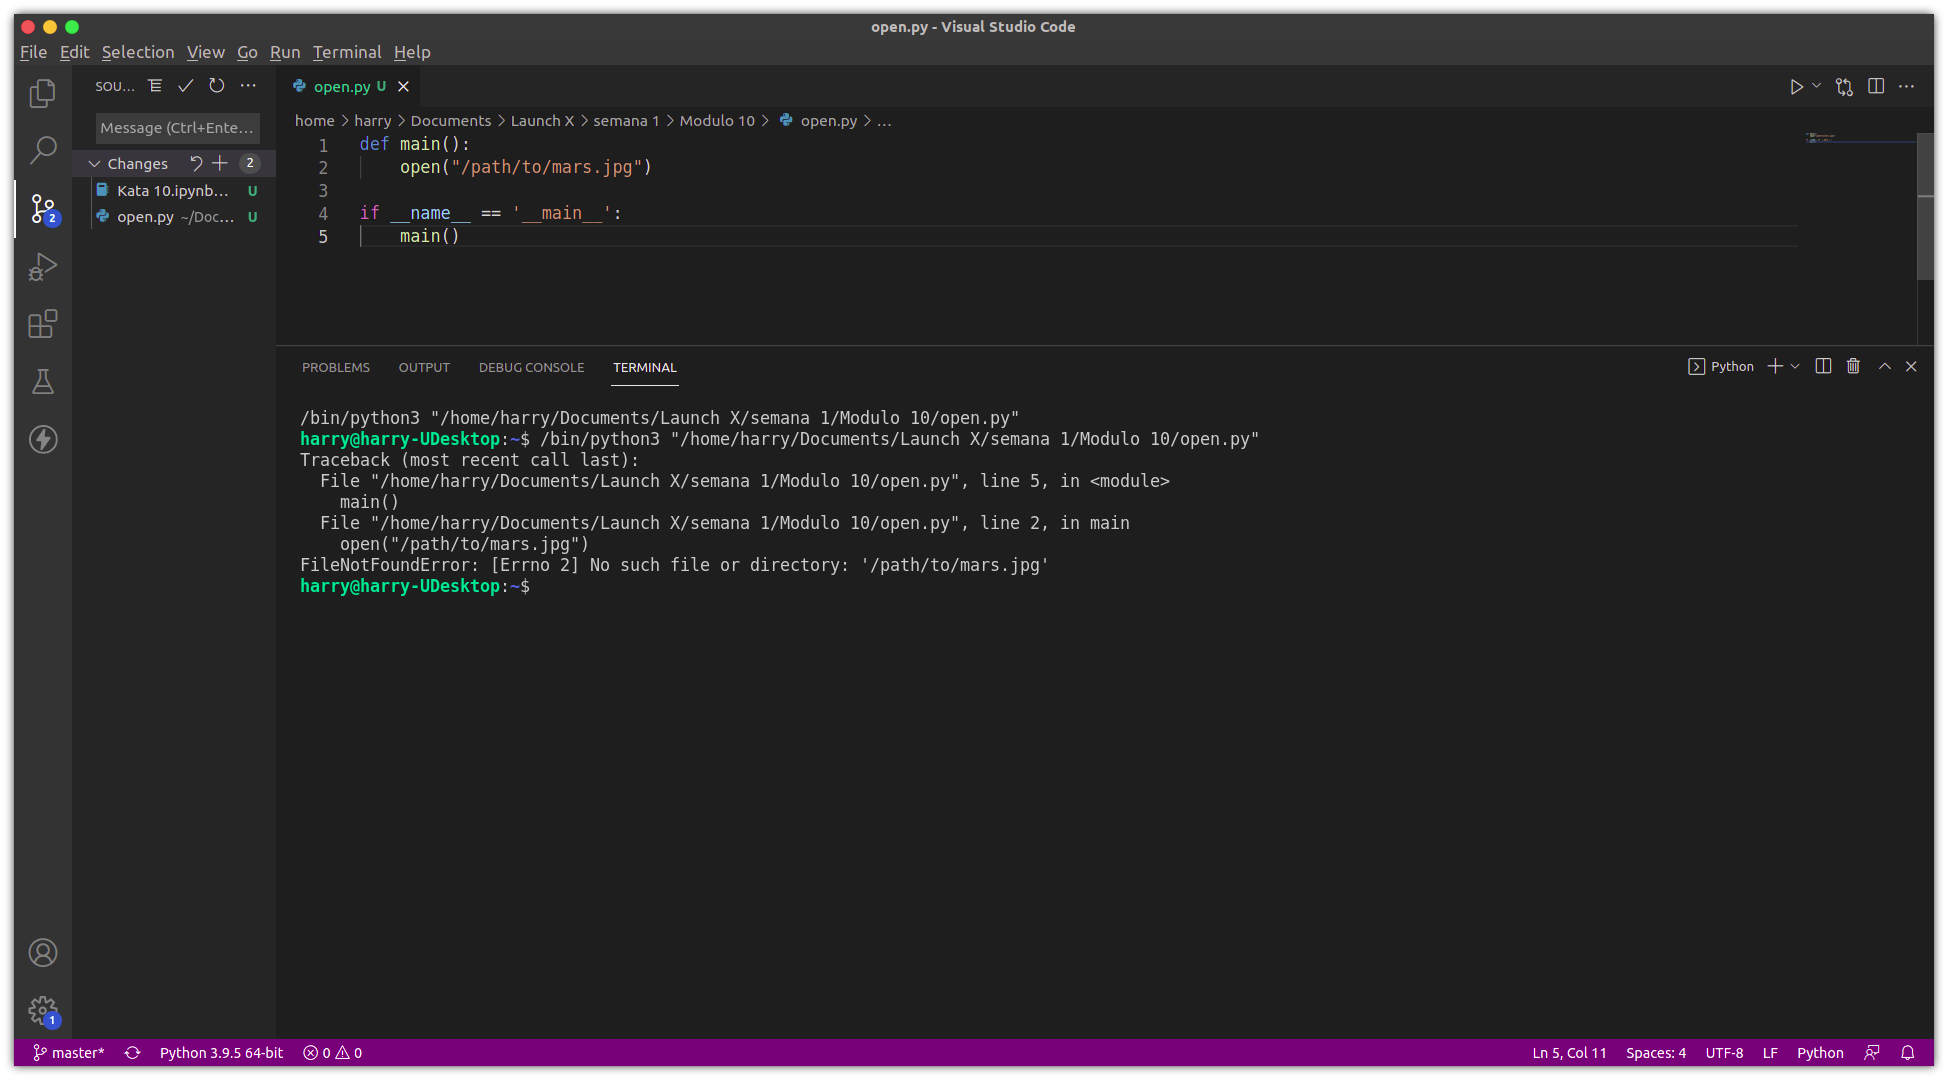 open.py - Visual Studio Code
File Edit Selection View Go Run Terminal Help
SOU...
Message (Ctrl+Ente...
Changes 2
Kata 10.ipynb... U
open.py ~/Doc... U
2
1
open.py U
home > harry > Documents > Launch X > semana 1 > Modulo 10 > open.py > ...
1 def main():
2     open("/path/to/mars.jpg")
3
4 if __name__ == '__main__':
5     main()
PROBLEMS OUTPUT DEBUG CONSOLE TERMINAL
Python
/bin/python3 "/home/harry/Documents/Launch X/semana 1/Modulo 10/open.py"
harry@harry-UDesktop:~$ /bin/python3 "/home/harry/Documents/Launch X/semana 1/Modulo 10/open.py"
Traceback (most recent call last):
  File "/home/harry/Documents/Launch X/semana 1/Modulo 10/open.py", line 5, in <module>
    main()
  File "/home/harry/Documents/Launch X/semana 1/Modulo 10/open.py", line 2, in main
    open("/path/to/mars.jpg")
FileNotFoundError: [Errno 2] No such file or directory: '/path/to/mars.jpg'
harry@harry-UDesktop:~$
master* Python 3.9.5 64-bit 0 0 Ln 5, Col 11 Spaces: 4 UTF-8 LF Python